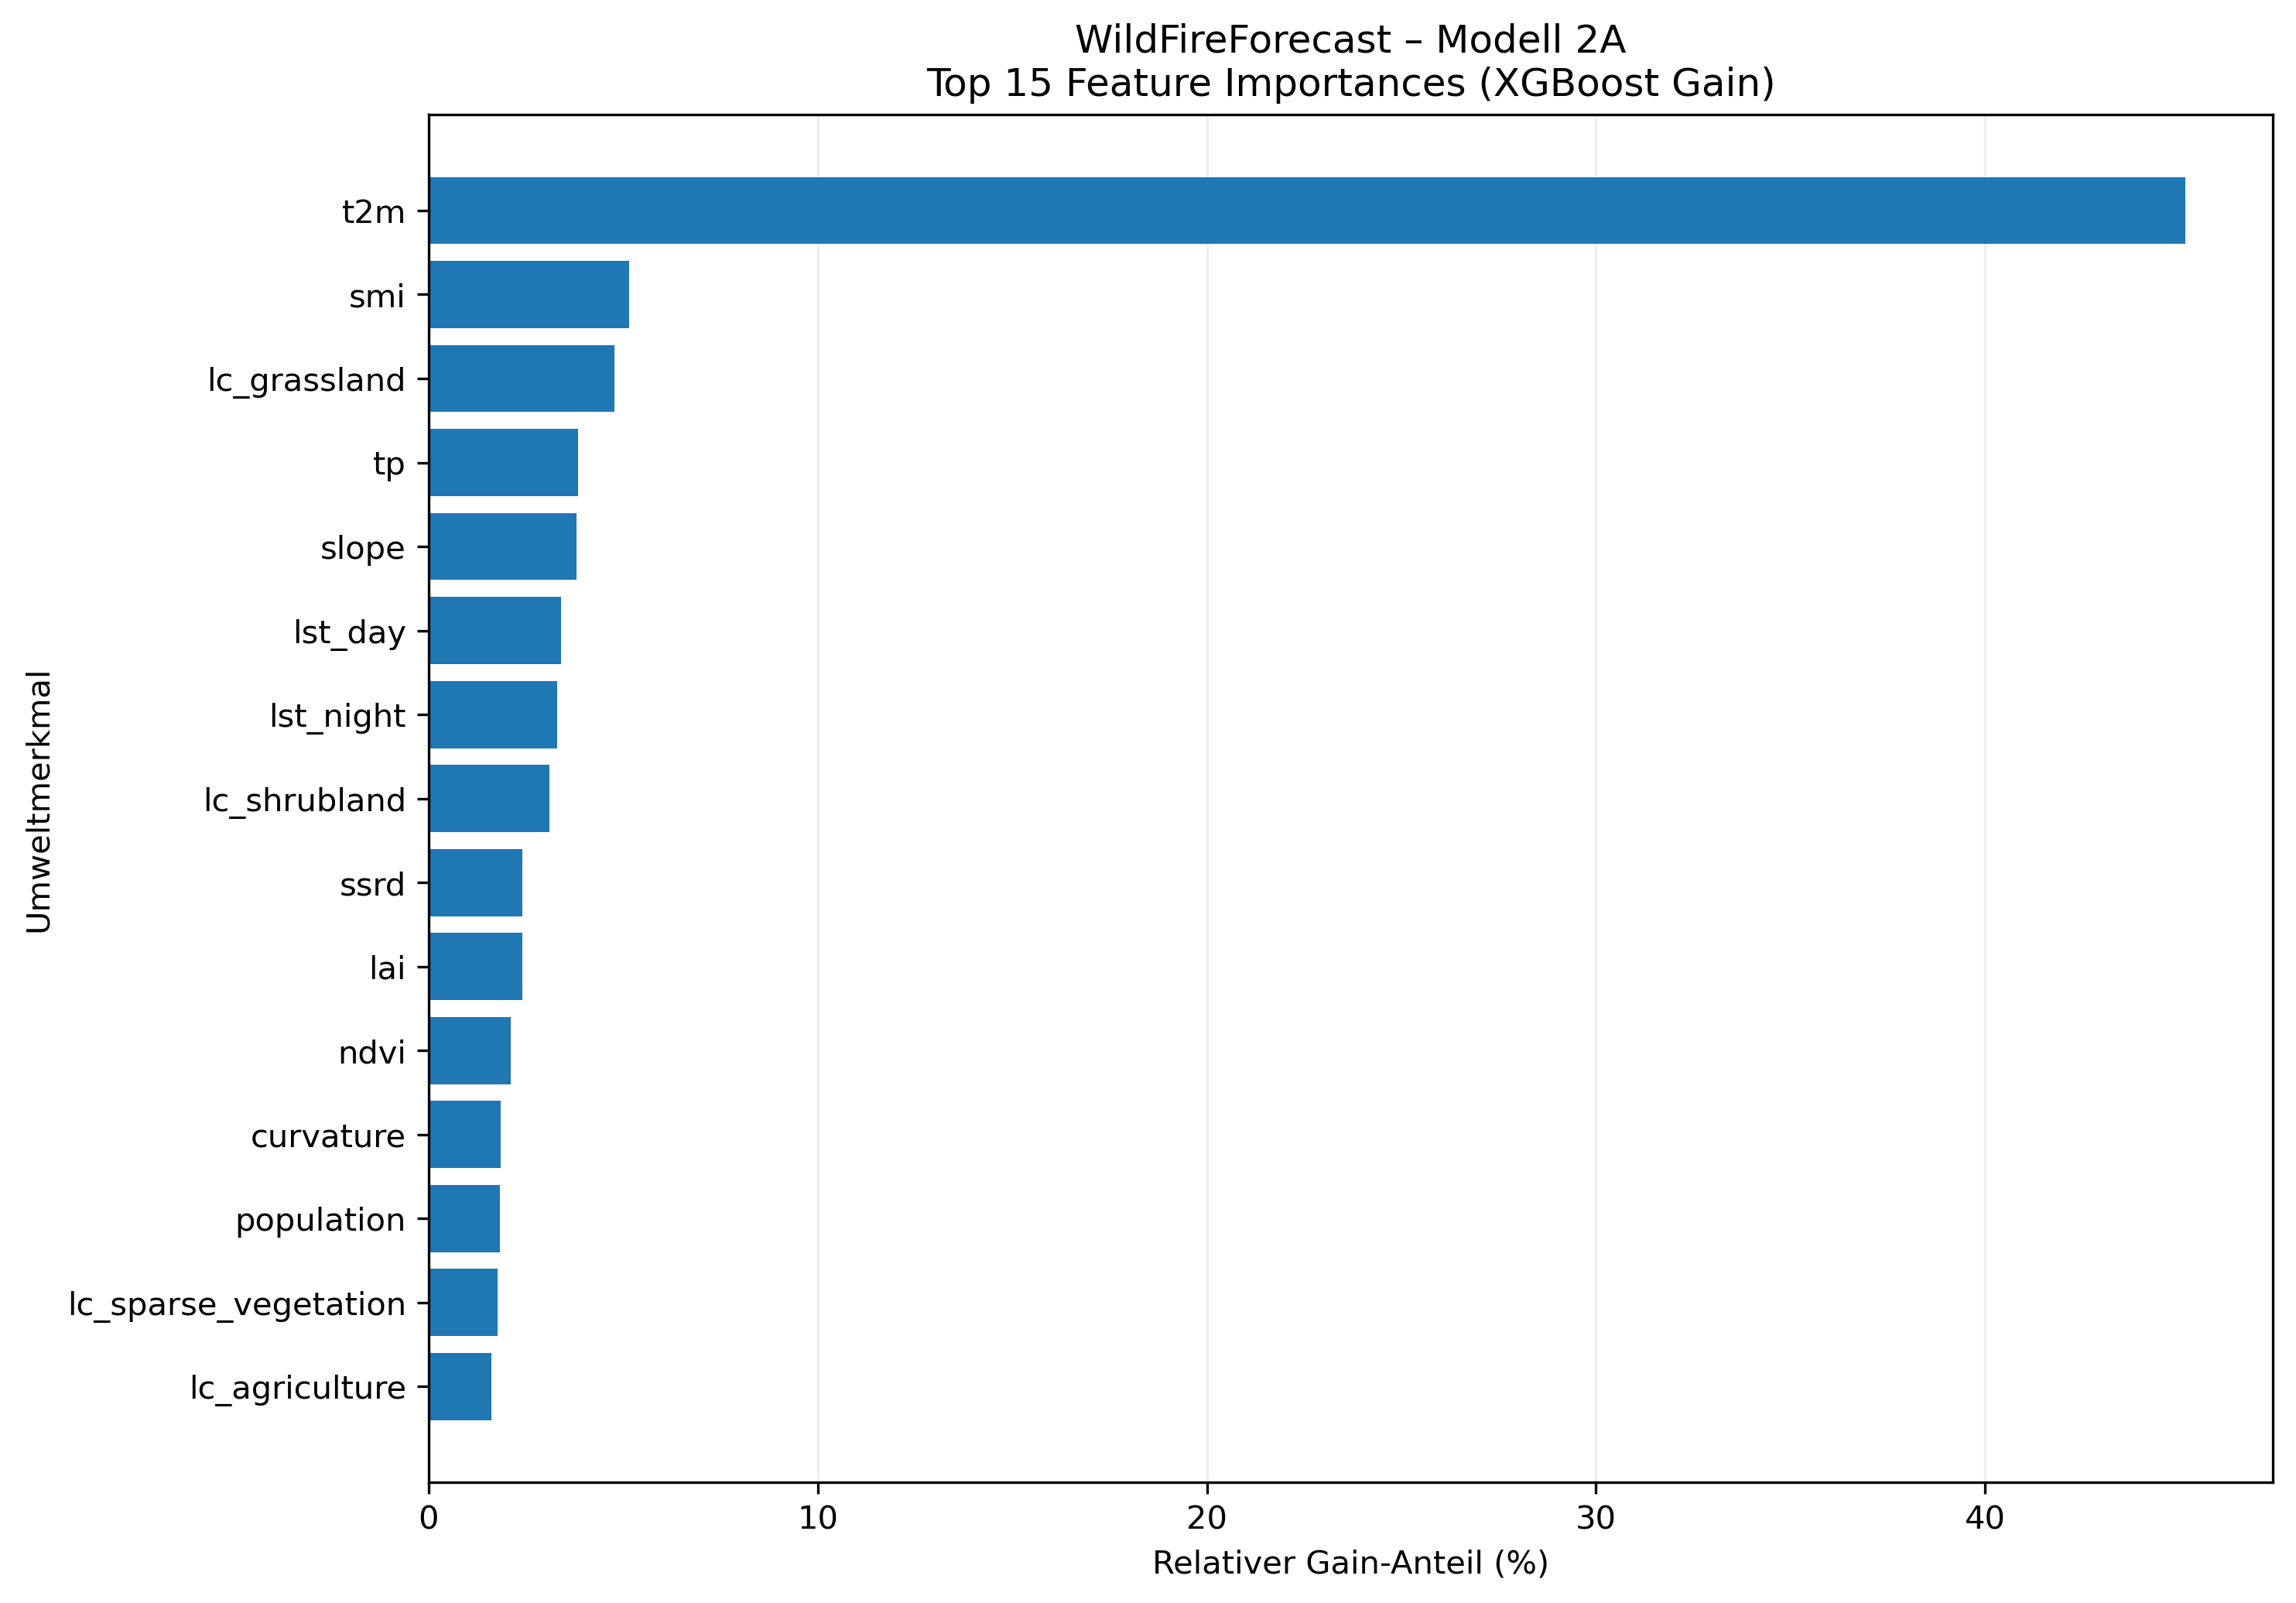 WildFireForecast – Modell 2A
Top 15 Feature Importances (XGBoost Gain)
Umweltmerkmal
t2m
smi
lc_grassland
tp
slope
lst_day
lst_night
lc_shrubland
ssrd
lai
ndvi
curvature
population
lc_sparse_vegetation
lc_agriculture
0 10 20 30 40
Relativer Gain-Anteil (%)